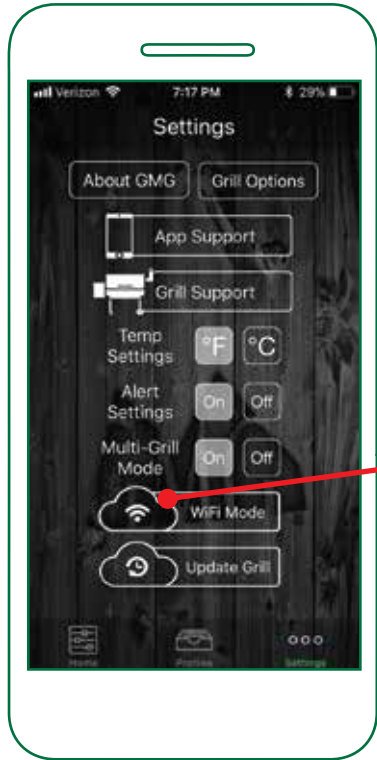 Verizon 7:17 PM 29%
Settings
About GMG Grill Options
App Support
Grill Support
Temp
Settings
°F °C
Alert
Settings
On Off
Multi-Grill
Mode
On Off
WiFi Mode
Update Grill
Home Profiles Settings